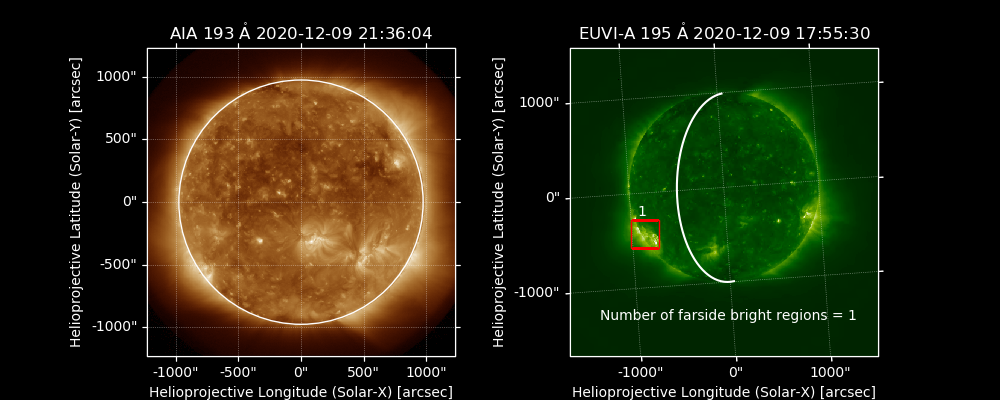 AIA 193 Å 2020-12-09 21:36:04
Helioprojective Latitude (Solar-Y) [arcsec]
1000"
500"
0"
-500"
-1000"
-1000" -500" 0" 500" 1000"
Helioprojective Longitude (Solar-X) [arcsec]
EUVI-A 195 Å 2020-12-09 17:55:30
Helioprojective Latitude (Solar-Y) [arcsec]
1000"
0"
-1000"
1
Number of farside bright regions = 1
-1000" 0" 1000"
Helioprojective Longitude (Solar-X) [arcsec]